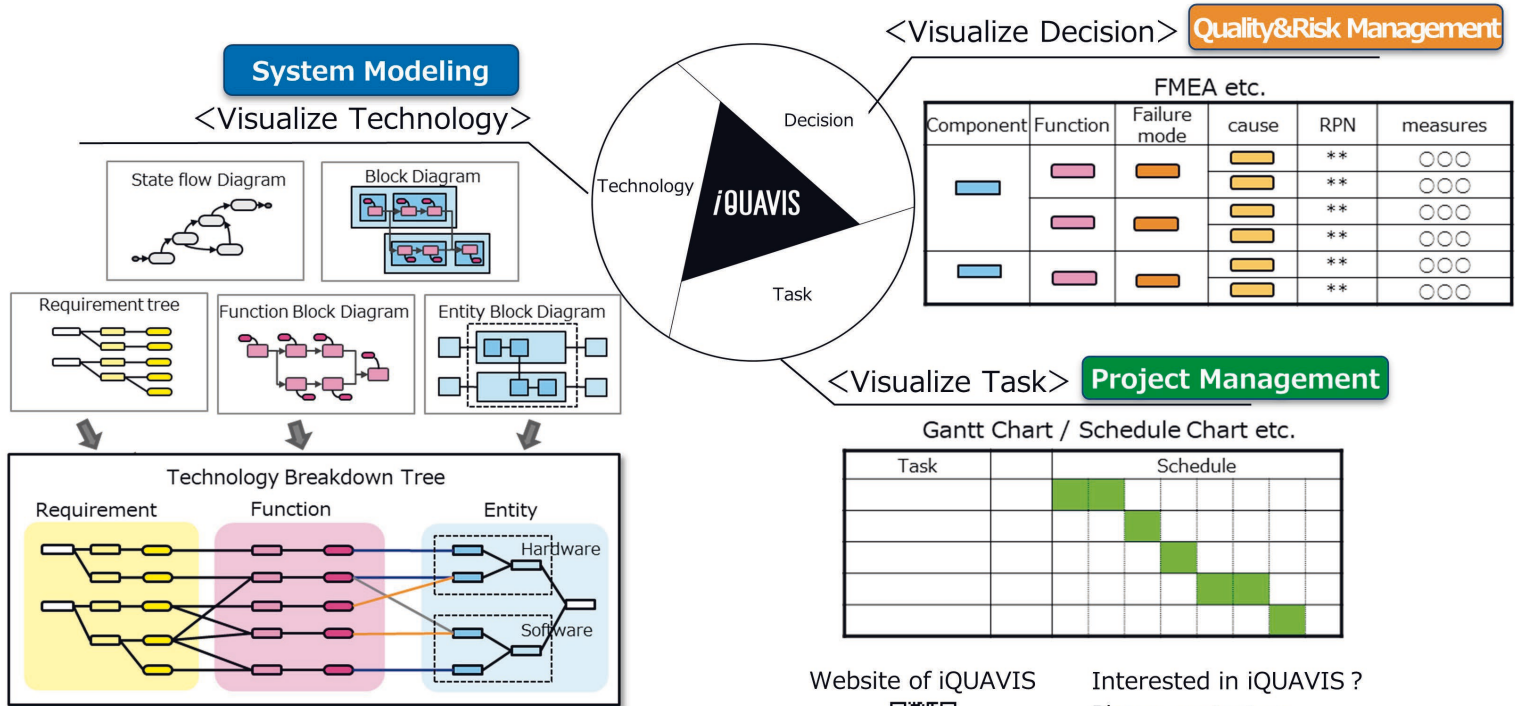 System Modeling
<Visualize Technology>
State flow Diagram
Block Diagram
Requirement tree
Function Block Diagram
Entity Block Diagram
Technology Breakdown Tree
Requirement
Function
Entity
Hardware
Software
Technology
Decision
Task
iQUAVIS
<Visualize Decision>
Quality&Risk Management
FMEA etc.
Component Function Failure mode cause RPN measures
** ○○○
** ○○○
** ○○○
** ○○○
** ○○○
** ○○○
<Visualize Task>
Project Management
Gantt Chart / Schedule Chart etc.
Task Schedule
Website of iQUAVIS
Interested in iQUAVIS ?